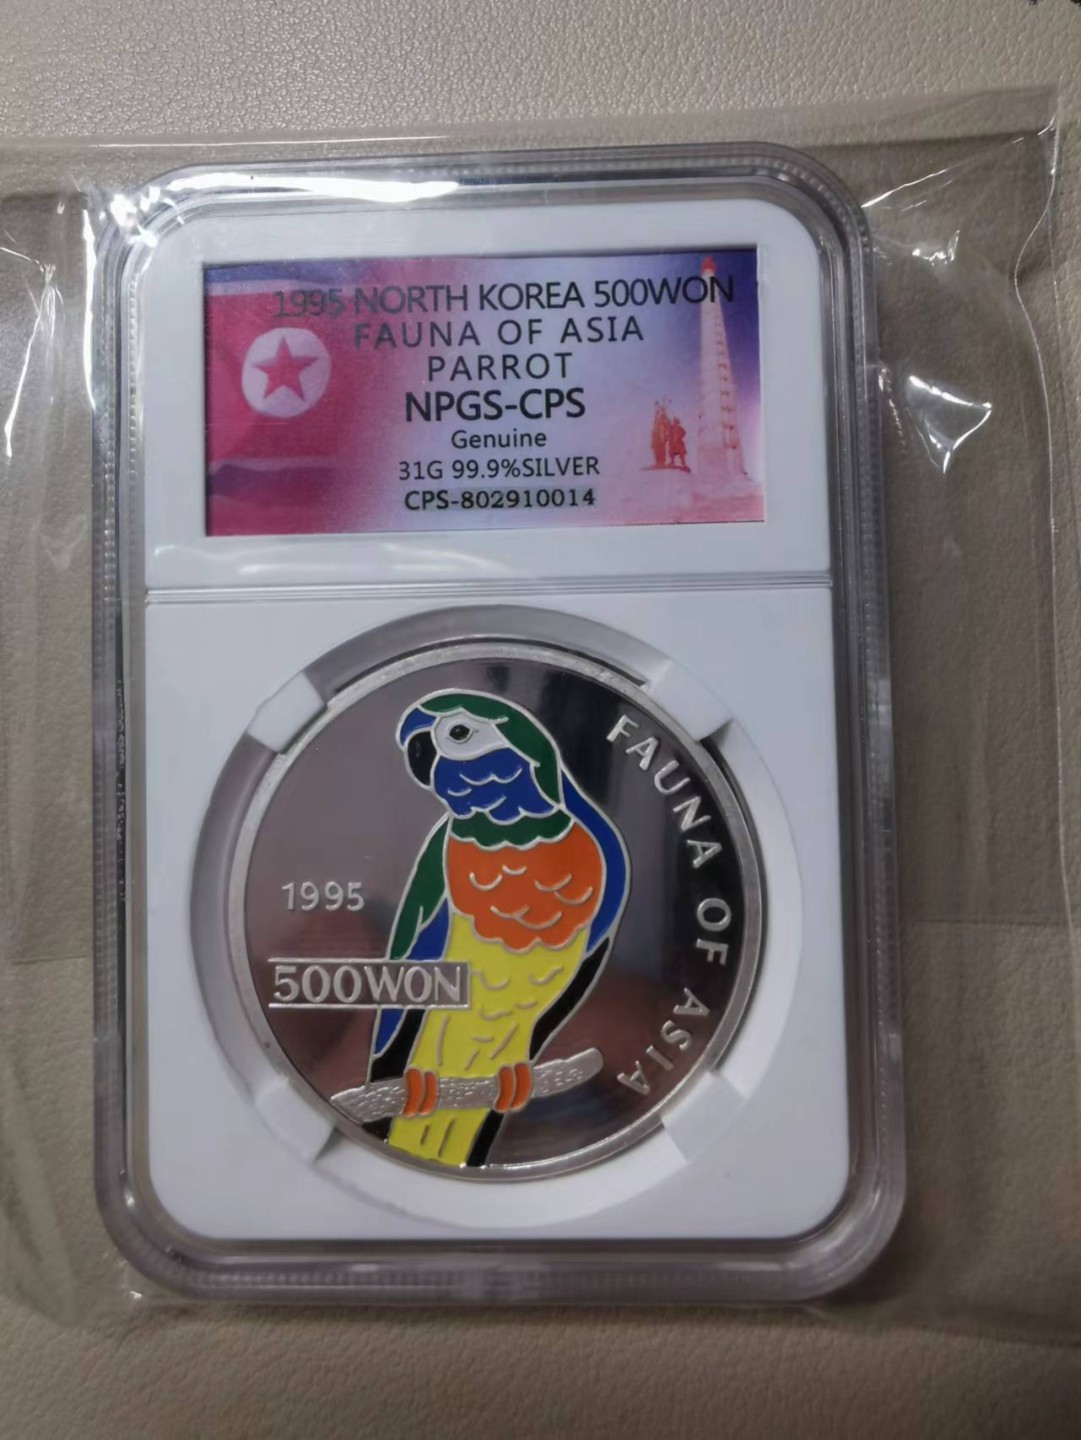 1995 NORTH KOREA 500WON
FAUNA OF ASIA
PARROT
NPGS-CPS
Genuine
31G 99.9%SILVER
CPS-802910014
FAUNA OF ASIA
1995
500WON